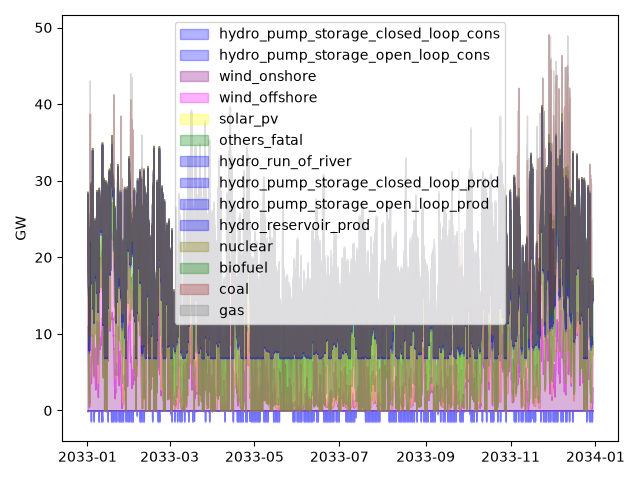 50
40
30
20
10
0
GW
hydro_pump_storage_closed_loop_cons
hydro_pump_storage_open_loop_cons
wind_onshore
wind_offshore
solar_pv
others_fatal
hydro_run_of_river
hydro_pump_storage_closed_loop_prod
hydro_pump_storage_open_loop_prod
hydro_reservoir_prod
nuclear
biofuel
coal
gas
2033-01 2033-03 2033-05 2033-07 2033-09 2033-11 2034-01